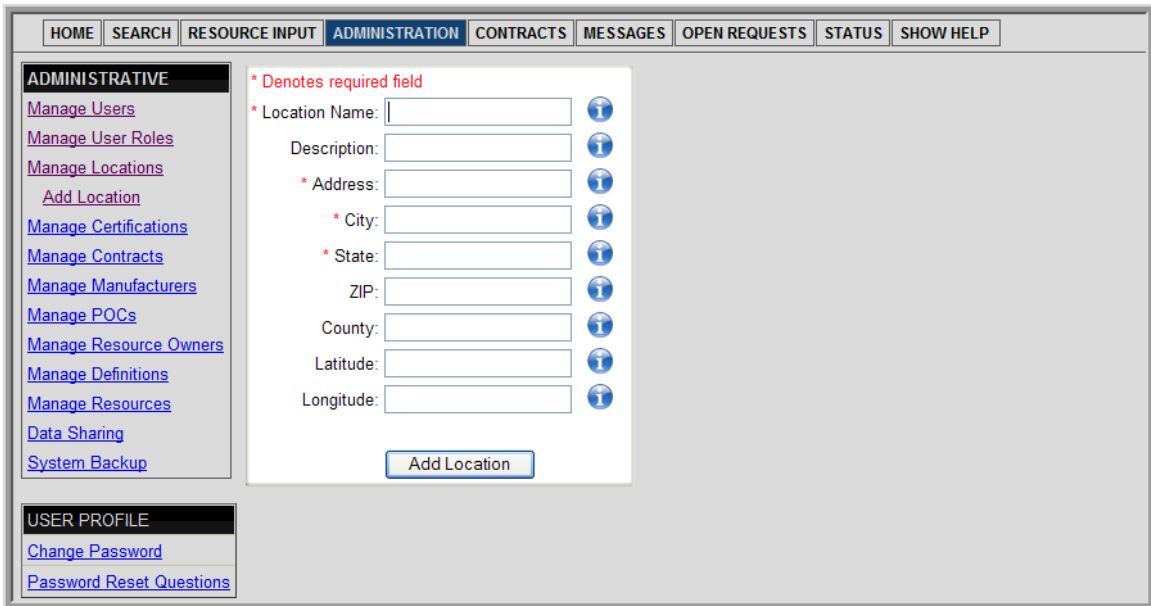 HOME SEARCH RESOURCE INPUT ADMINISTRATION CONTRACTS MESSAGES OPEN REQUESTS STATUS SHOW HELP
ADMINISTRATIVE
Manage Users
Manage User Roles
Manage Locations
Add Location
Manage Certifications
Manage Contracts
Manage Manufacturers
Manage POCs
Manage Resource Owners
Manage Definitions
Manage Resources
Data Sharing
System Backup
USER PROFILE
Change Password
Password Reset Questions
* Denotes required field
* Location Name:
Description:
* Address:
* City:
* State:
ZIP:
County:
Latitude:
Longitude:
Add Location